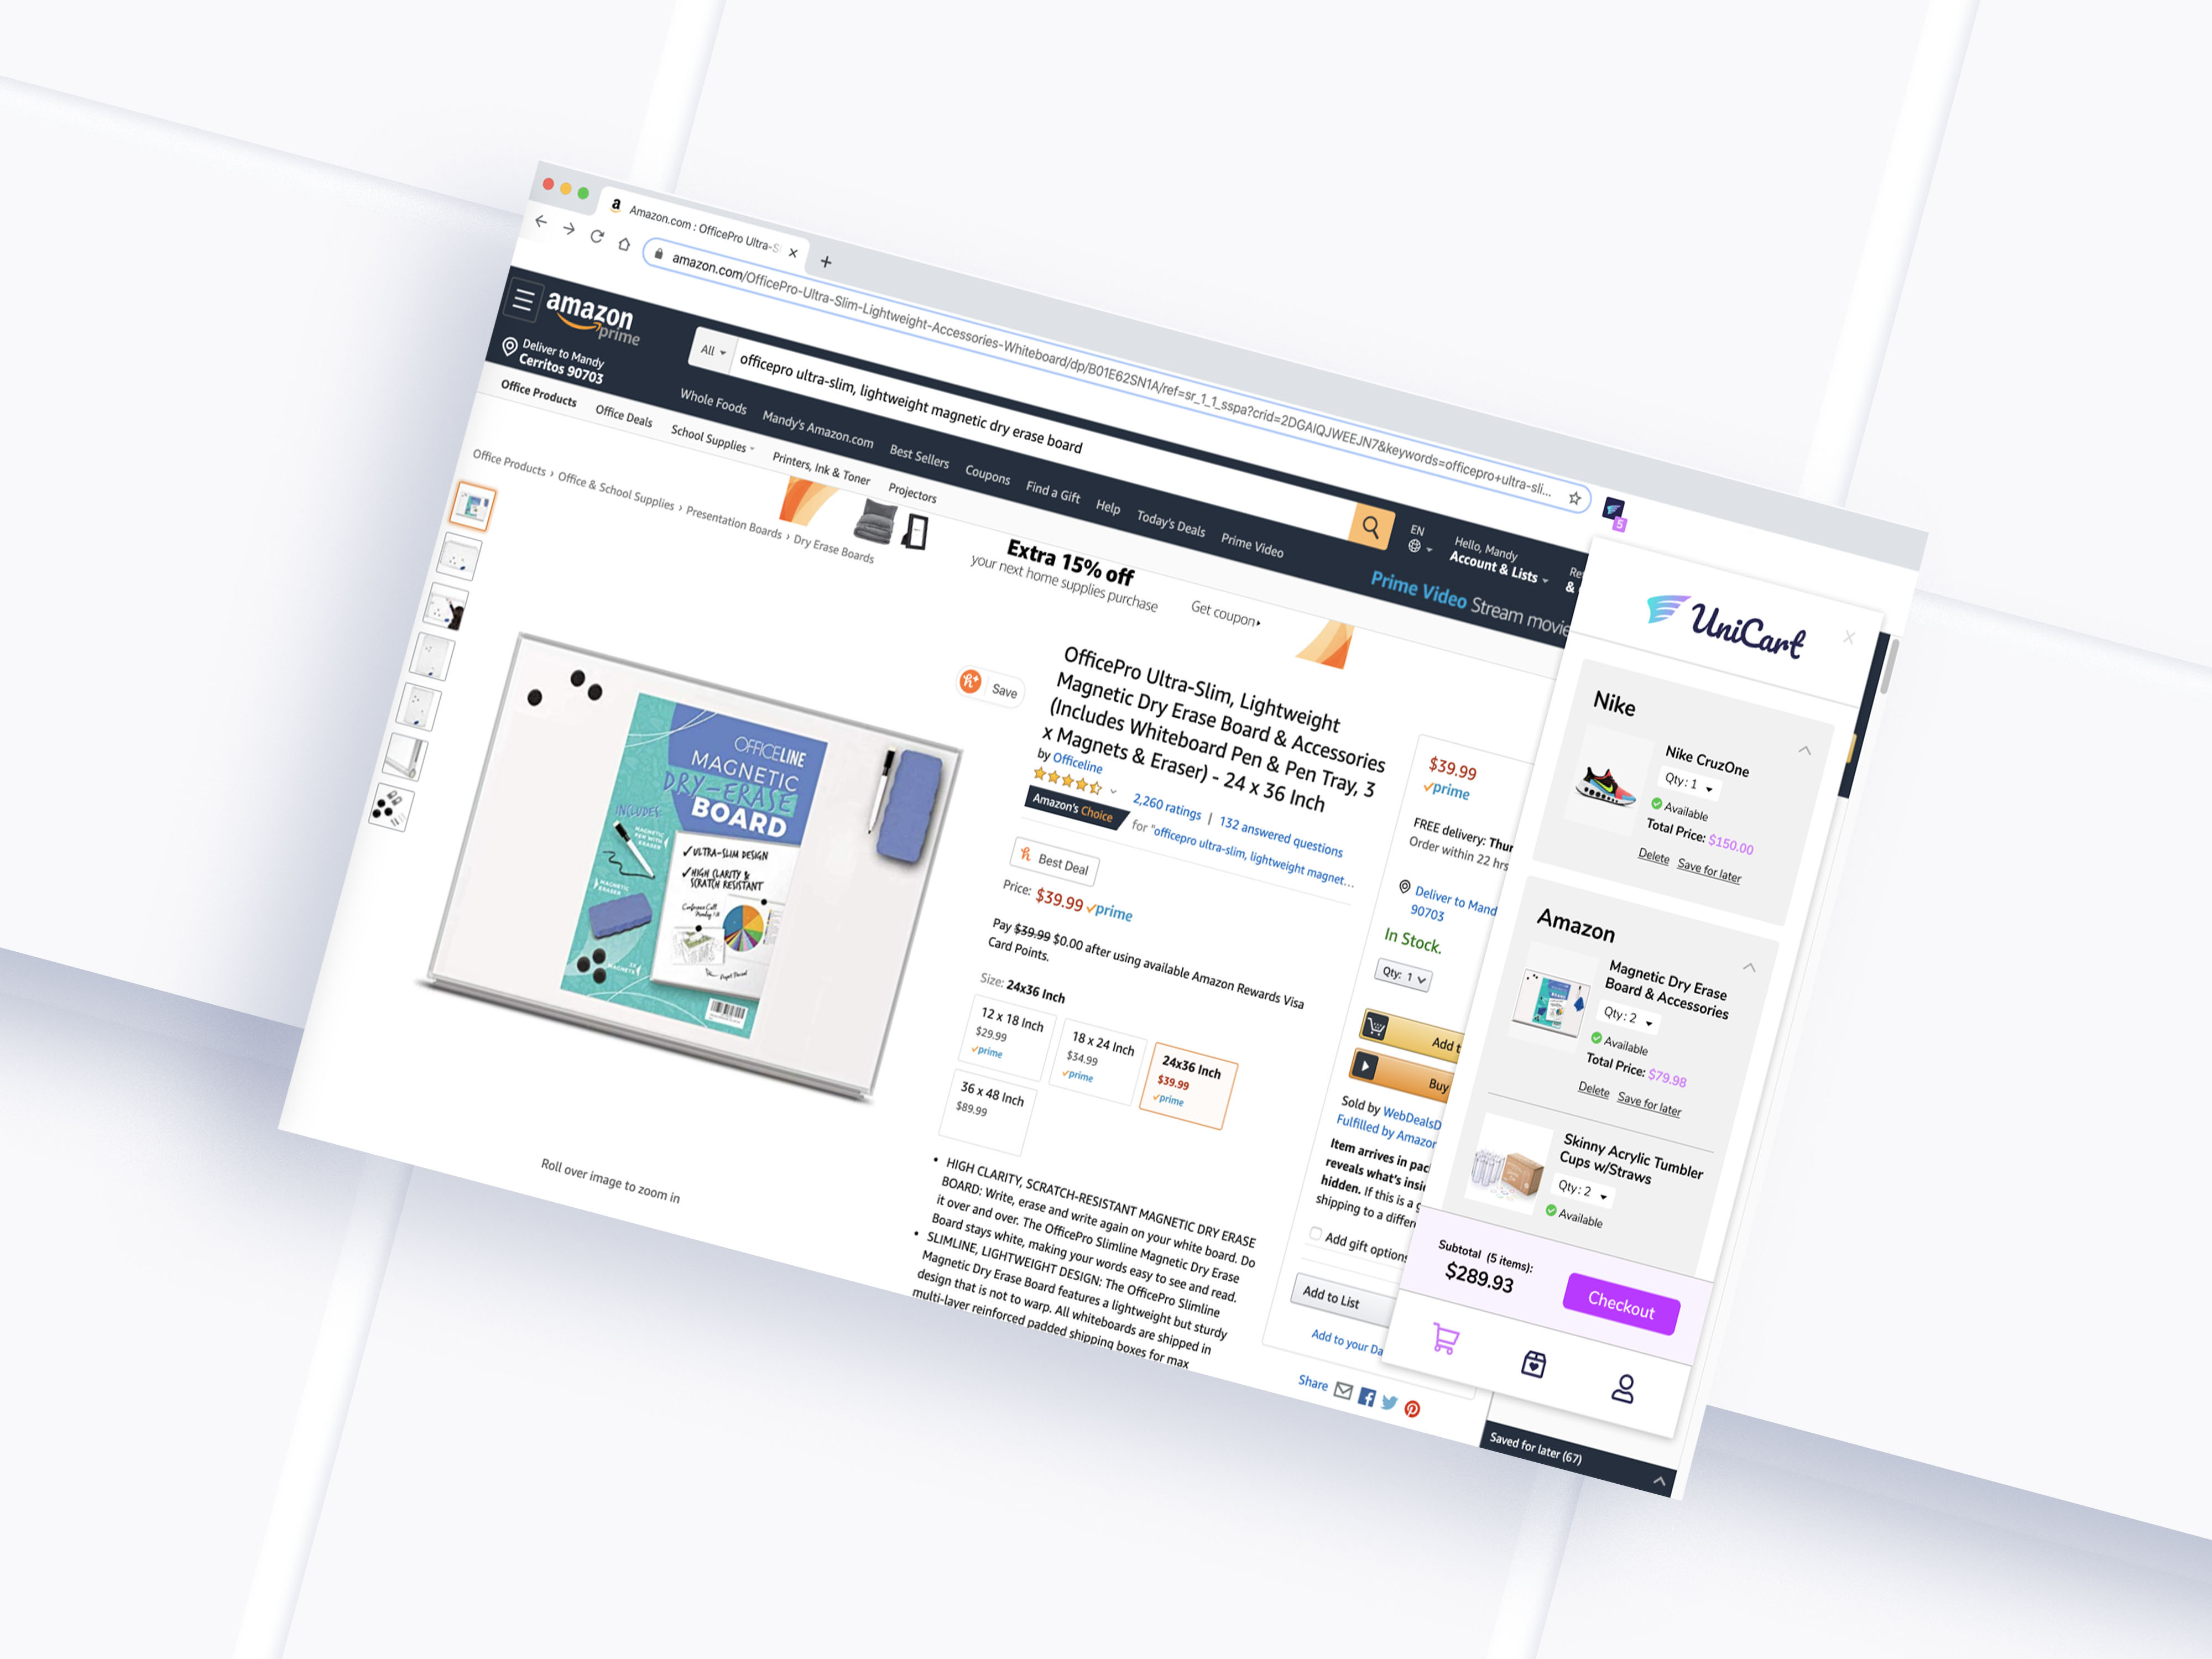 Amazon.com : OfficePro Ultra-S
amazon.com/OfficePro-Ultra-Slim-Lightweight-Accessories-Whiteboard/dp/B01E62SN1A/ref=sr_1_1_sspa?crid=2DGAIQJWEEJN7&keywords=officepro+ultra-sli...
5
amazon
prime
All
officepro ultra-slim, lightweight magnetic dry erase board
Deliver to Mandy
Cerritos 90703
Whole Foods Mandy's Amazon.com Best Sellers Coupons Find a Gift Help Today's Deals Prime Video
EN
Hello, Mandy
Account & Lists
Re
&
Prime Video Stream movie
Office Products Office Deals School Supplies Printers, Ink & Toner Projectors
Office Products › Office & School Supplies › Presentation Boards › Dry Erase Boards
Extra 15% off
your next home supplies purchase
Get coupon
Save
OFFICELINE
MAGNETIC
DRY-ERASE
BOARD
INCLUDES:
MAGNETIC
PEN WITH
ERASER
MAGNETIC
ERASER
MAGNETS
✓ULTRA-SLIM DESIGN
✓HIGH CLARITY &
SCRATCH RESISTANT
Roll over image to zoom in
OfficePro Ultra-Slim, Lightweight
Magnetic Dry Erase Board & Accessories
(Includes Whiteboard Pen & Pen Tray, 3
x Magnets & Eraser) - 24 x 36 Inch
by Officeline
2,260 ratings | 132 answered questions
Amazon's Choice
for "officepro ultra-slim, lightweight magnet...
Best Deal
Price: $39.99 prime
Pay $39.99 $0.00 after using available Amazon Rewards Visa
Card Points.
Size: 24x36 Inch
12 x 18 Inch
$29.99
prime
18 x 24 Inch
$34.99
prime
24x36 Inch
$39.99
prime
36 x 48 Inch
$89.99
• HIGH CLARITY, SCRATCH-RESISTANT MAGNETIC DRY ERASE
BOARD: Write, erase and write again on your white board. Do
it over and over. The OfficePro Slimline Magnetic Dry Erase
Board stays white, making your words easy to see and read.
• SLIMLINE, LIGHTWEIGHT DESIGN: The OfficePro Slimline
Magnetic Dry Erase Board features a lightweight but sturdy
design that is not to warp. All whiteboards are shipped in
multi-layer reinforced padded shipping boxes for max
$39.99
prime
FREE delivery: Thur
Order within 22 hrs
Deliver to Mand
90703
In Stock.
Qty: 1
Add t
Buy
Sold by WebDealsD
Fulfilled by Amazon
Item arrives in pac
reveals what's insi
hidden. If this is a g
shipping to a differe
Add gift options
Add to List
Add to your Da
Share
UniCart
X
Nike
Nike CruzOne
Qty: 1
Available
Total Price: $150.00
Delete Save for later
Amazon
Magnetic Dry Erase
Board & Accessories
Qty: 2
Available
Total Price: $79.98
Delete Save for later
Skinny Acrylic Tumbler
Cups w/Straws
Qty: 2
Available
Subtotal (5 items):
$289.93
Checkout
Saved for later (67)